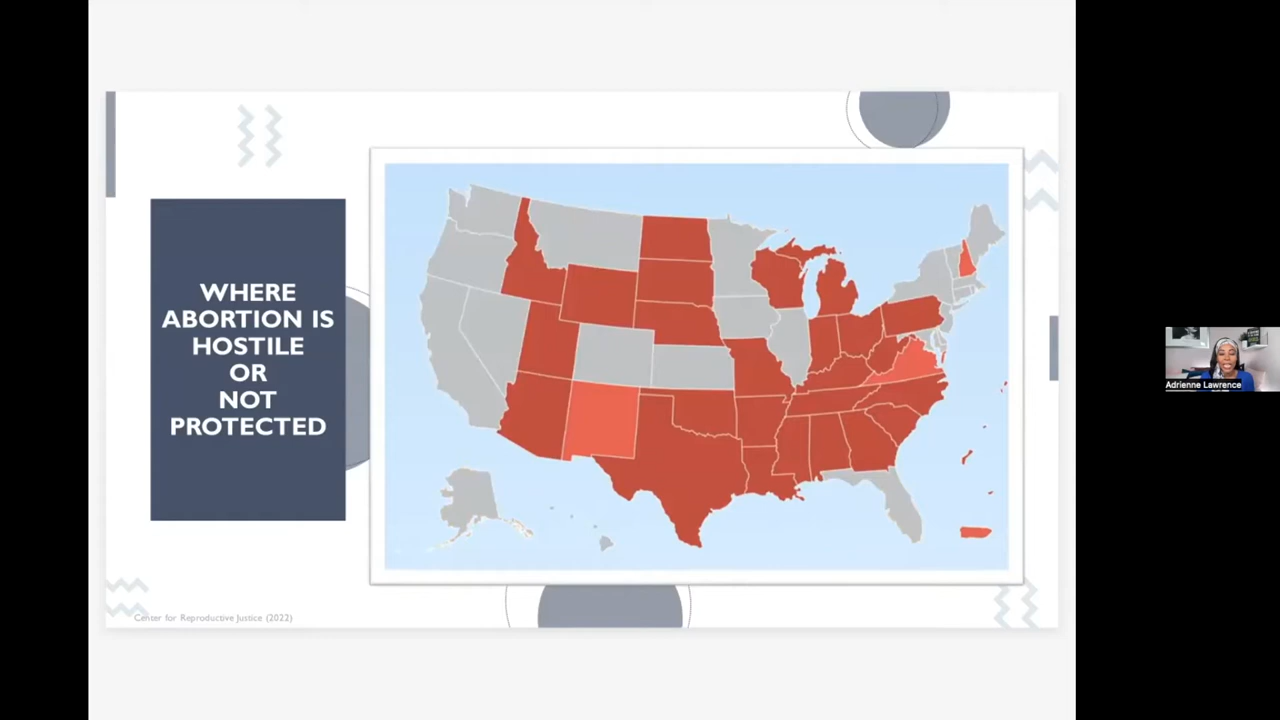 WHERE
ABORTION IS
HOSTILE
OR
NOT
PROTECTED
Center for Reproductive Justice (2022)
Adrienne Lawrence